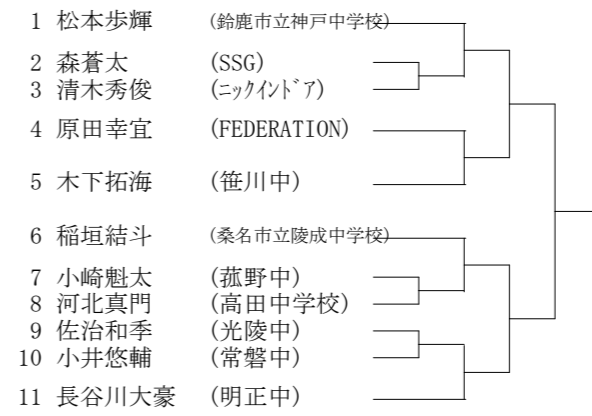 1 松本歩輝 (鈴鹿市立神戸中学校)
2 森蒼太 (SSG)
3 清木秀俊 (ﾆｯｸｲﾝﾄﾞｱ)
4 原田幸宜 (FEDERATION)
5 木下拓海 (笹川中)
6 稲垣結斗 (桑名市立陵成中学校)
7 小崎魁太 (菰野中)
8 河北真門 (高田中学校)
9 佐治和季 (光陵中)
10 小井悠輔 (常磐中)
11 長谷川大豪 (明正中)